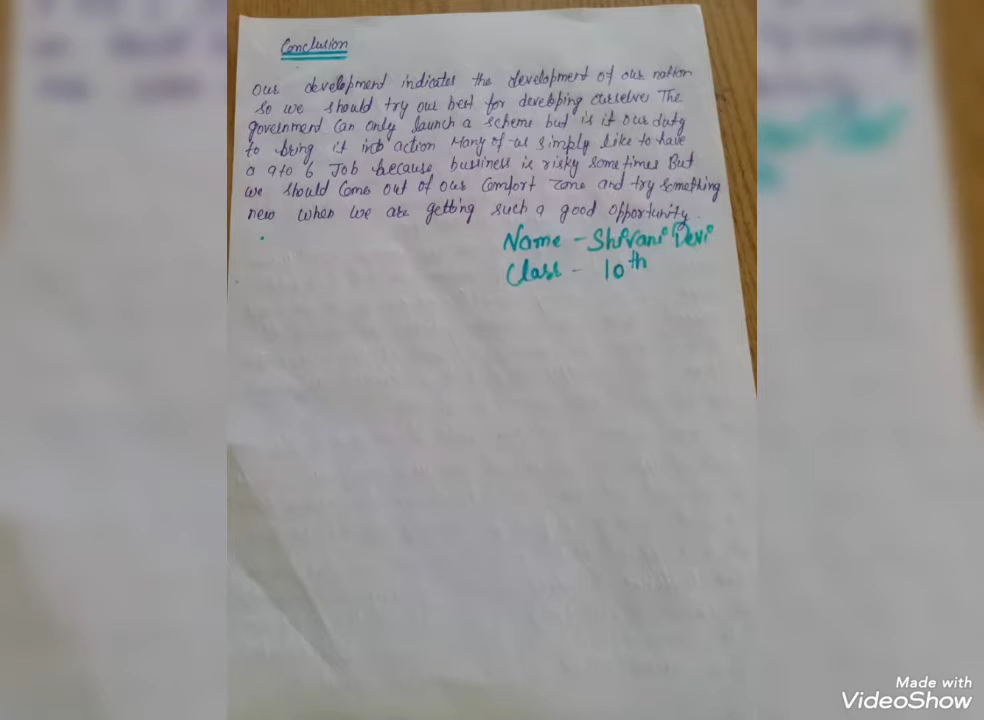 Conclusion
Our development indicates the development of our nation
so we should try our best for developing ourselves The
government can only launch a scheme but is it our duty
to bring it into action Many of us simply like to have
a 9 to 6 Job because business is risky sometimes But
we should come out of our comfort zone and try something
new when we are getting such a good opportunity.
Name - Shivani Devi
Class - 10th
Made with
VideoShow